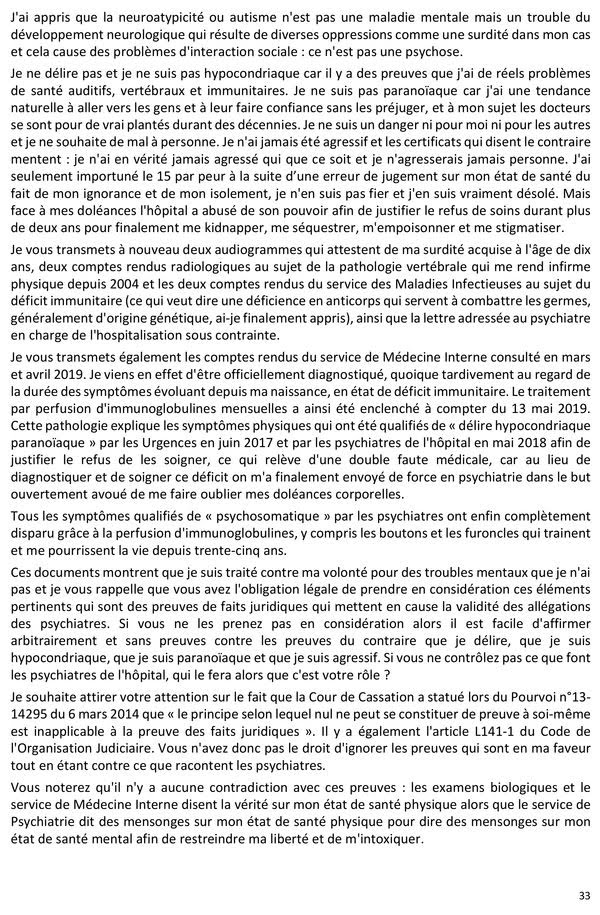 J'ai appris que la neuroatypicité ou autisme n'est pas une maladie mentale mais un trouble du
développement neurologique qui résulte de diverses oppressions comme une surdité dans mon cas
et cela cause des problèmes d'interaction sociale : ce n'est pas une psychose.
Je ne délire pas et je ne suis pas hypocondriaque car il y a des preuves que j'ai de réels problèmes
de santé auditifs, vertébraux et immunitaires. Je ne suis pas paranoïaque car j'ai une tendance
naturelle à aller vers les gens et à leur faire confiance sans les préjuger, et à mon sujet les docteurs
se sont pour de vrai plantés durant des décennies. Je ne suis un danger ni pour moi ni pour les autres
et je ne souhaite de mal à personne. Je n'ai jamais été agressif et les certificats qui disent le contraire
mentent : je n'ai en vérité jamais agressé qui que ce soit et je n'agresserais jamais personne. J'ai
seulement importuné le 15 par peur à la suite d'une erreur de jugement sur mon état de santé du
fait de mon ignorance et de mon isolement, je n'en suis pas fier et j'en suis vraiment désolé. Mais
face à mes doléances l'hôpital a abusé de son pouvoir afin de justifier le refus de soins durant plus
de deux ans pour finalement me kidnapper, me séquestrer, m'empoisonner et me stigmatiser.
Je vous transmets à nouveau deux audiogrammes qui attestent de ma surdité acquise à l'âge de dix
ans, deux comptes rendus radiologiques au sujet de la pathologie vertébrale qui me rend infirme
physique depuis 2004 et les deux comptes rendus du service des Maladies Infectieuses au sujet du
déficit immunitaire (ce qui veut dire une déficience en anticorps qui servent à combattre les germes,
généralement d'origine génétique, ai-je finalement appris), ainsi que la lettre adressée au psychiatre
en charge de l'hospitalisation sous contrainte.
Je vous transmets également les comptes rendus du service de Médecine Interne consulté en mars
et avril 2019. Je viens en effet d'être officiellement diagnostiqué, quoique tardivement au regard de
la durée des symptômes évoluant depuis ma naissance, en état de déficit immunitaire. Le traitement
par perfusion d'immunoglobulines mensuelles a ainsi été enclenché à compter du 13 mai 2019.
Cette pathologie explique les symptômes physiques qui ont été qualifiés de « délire hypocondriaque
paranoïaque » par les Urgences en juin 2017 et par les psychiatres de l'hôpital en mai 2018 afin de
justifier le refus de les soigner, ce qui relève d'une double faute médicale, car au lieu de
diagnostiquer et de soigner ce déficit on m'a finalement envoyé de force en psychiatrie dans le but
ouvertement avoué de me faire oublier mes doléances corporelles.
Tous les symptômes qualifiés de « psychosomatique » par les psychiatres ont enfin complètement
disparu grâce à la perfusion d'immunoglobulines, y compris les boutons et les furoncles qui trainent
et me pourrissent la vie depuis trente-cinq ans.
Ces documents montrent que je suis traité contre ma volonté pour des troubles mentaux que je n'ai
pas et je vous rappelle que vous avez l'obligation légale de prendre en considération ces éléments
pertinents qui sont des preuves de faits juridiques qui mettent en cause la validité des allégations
des psychiatres. Si vous ne les prenez pas en considération alors il est facile d'affirmer
arbitrairement et sans preuves contre les preuves du contraire que je délire, que je suis
hypocondriaque, que je suis paranoïaque et que je suis agressif. Si vous ne contrôlez pas ce que font
les psychiatres de l'hôpital, qui le fera alors que c'est votre rôle ?
Je souhaite attirer votre attention sur le fait que la Cour de Cassation a statué lors du Pourvoi n°13-
14295 du 6 mars 2014 que « le principe selon lequel nul ne peut se constituer de preuve à soi-même
est inapplicable à la preuve des faits juridiques ». Il y a également l'article L141-1 du Code de
l'Organisation Judiciaire. Vous n'avez donc pas le droit d'ignorer les preuves qui sont en ma faveur
tout en étant contre ce que racontent les psychiatres.
Vous noterez qu'il n'y a aucune contradiction avec ces preuves : les examens biologiques et le
service de Médecine Interne disent la vérité sur mon état de santé physique alors que le service de
Psychiatrie dit des mensonges sur mon état de santé physique pour dire des mensonges sur mon
état de santé mental afin de restreindre ma liberté et de m'intoxiquer.
33